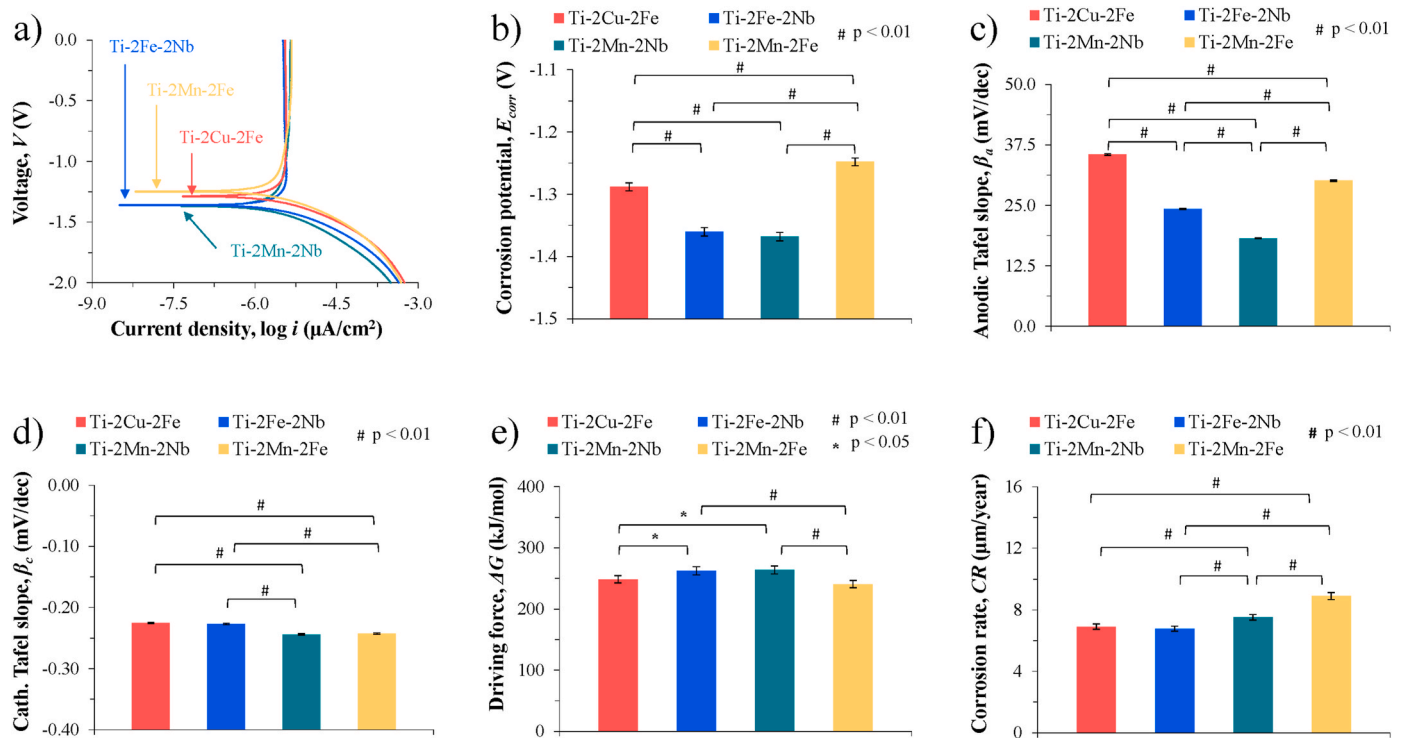 a)
Ti-2Fe-2Nb
Ti-2Mn-2Fe
Ti-2Cu-2Fe
Ti-2Mn-2Nb
Voltage, V (V)
0.0
-0.5
-1.0
-1.5
-2.0
-9.0 -7.5 -6.0 -4.5 -3.0
Current density, log i (µA/cm²)
b)
Ti-2Cu-2Fe Ti-2Fe-2Nb
Ti-2Mn-2Nb Ti-2Mn-2Fe
# p < 0.01
Corrosion potential, Ecorr (V)
-1.1
-1.2
-1.3
-1.4
-1.5
#
#
#
# #
c)
Ti-2Cu-2Fe Ti-2Fe-2Nb
Ti-2Mn-2Nb Ti-2Mn-2Fe
# p < 0.01
Anodic Tafel slope, βa (mV/dec)
50.0
37.5
25.0
12.5
0.0
#
#
#
# # #
d)
Ti-2Cu-2Fe Ti-2Fe-2Nb
Ti-2Mn-2Nb Ti-2Mn-2Fe
# p < 0.01
Cath. Tafel slope, βc (mV/dec)
0.00
-0.10
-0.20
-0.30
-0.40
#
#
#
#
e)
Ti-2Cu-2Fe Ti-2Fe-2Nb
Ti-2Mn-2Nb Ti-2Mn-2Fe
# p < 0.01
* p < 0.05
Driving force, ΔG (kJ/mol)
400
300
200
100
0
#
*
* #
f)
Ti-2Cu-2Fe Ti-2Fe-2Nb
Ti-2Mn-2Nb Ti-2Mn-2Fe
# p < 0.01
Corrosion rate, CR (µm/year)
16
12
8
4
0
#
#
#
# #